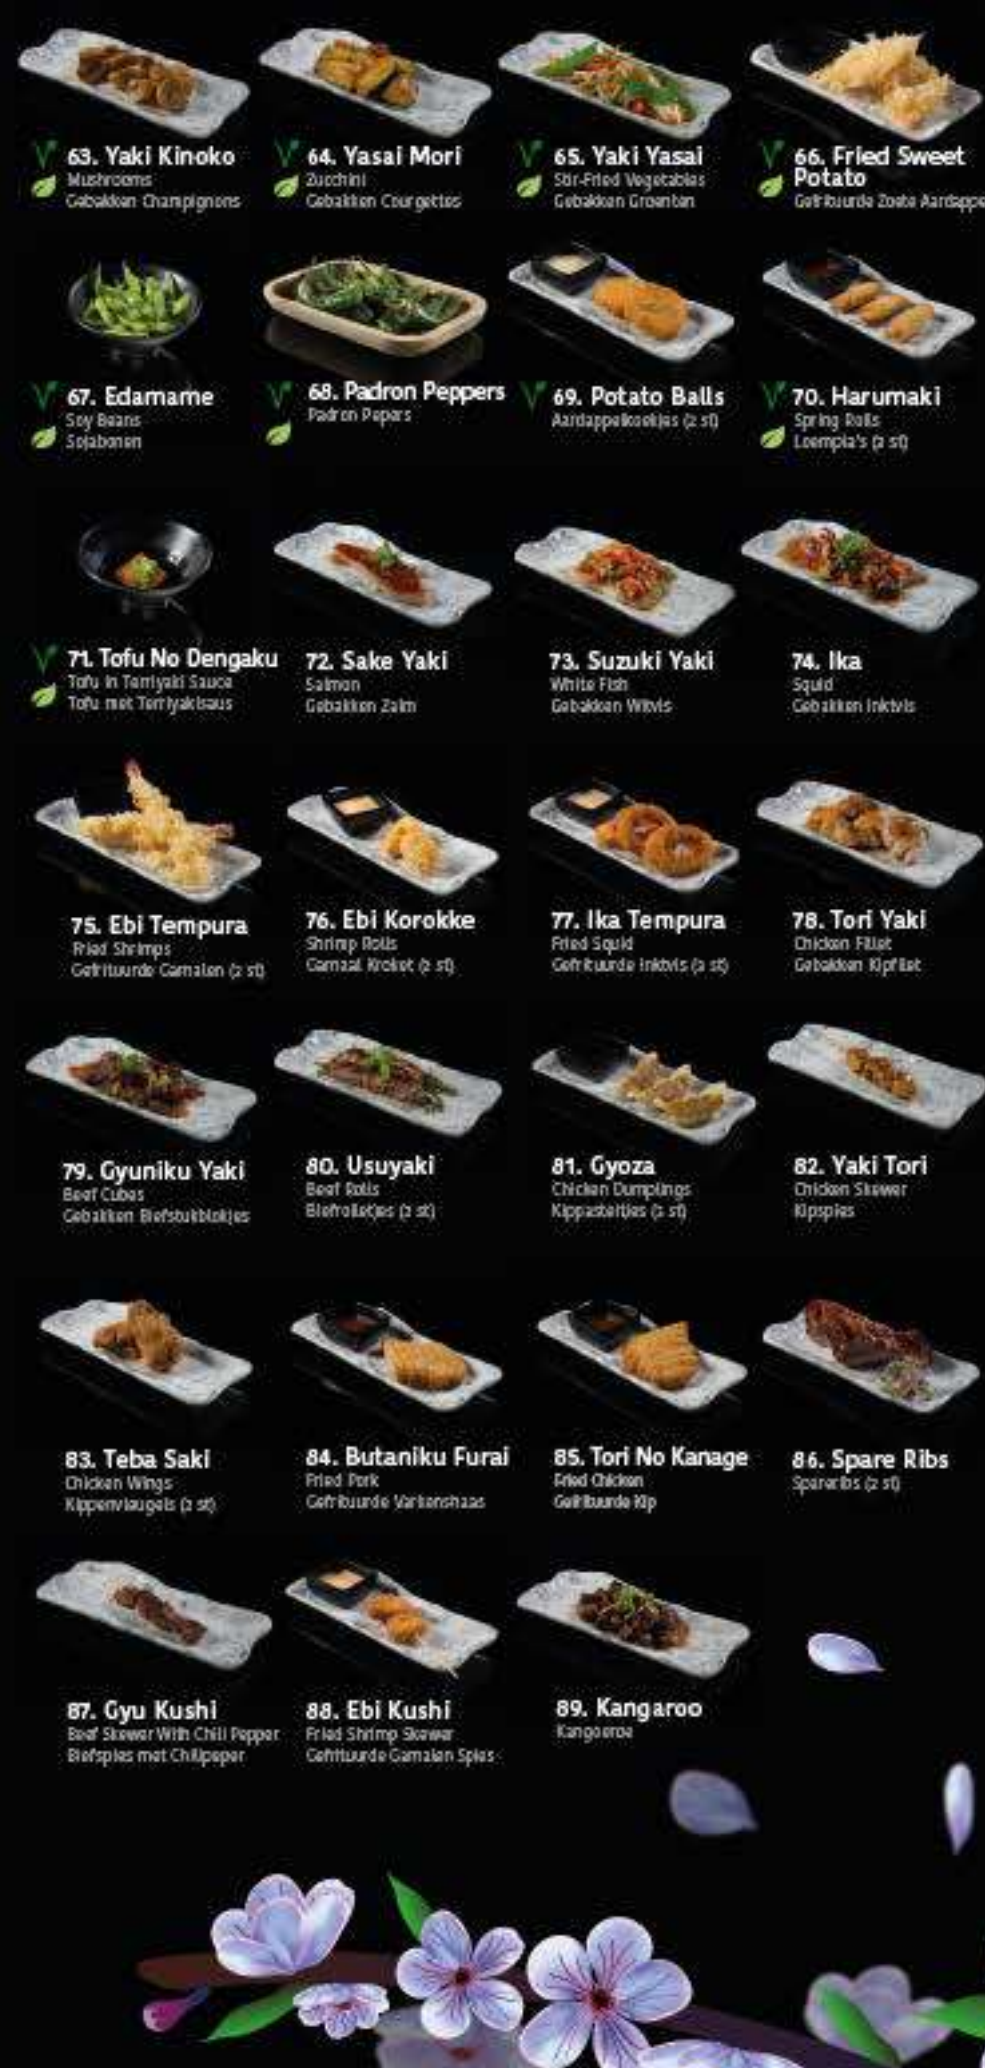 63. Yaki Kinoko
Mushrooms
Gebakken Champignons
64. Yasai Mori
Zucchini
Gebakken Courgettes
65. Yaki Yasai
Stir-Fried Vegetables
Gebakken Groenten
66. Fried Sweet
Potato
Gefrituurde Zoete Aardappe
67. Edamame
Soy Beans
Sojabonen
68. Padron Peppers
Padron Pepers
69. Potato Balls
Aardappelkoekjes (2 st)
70. Harumaki
Spring Rolls
Loempia's (2 st)
71. Tofu No Dengaku
Tofu in Terriyaki Sauce
Tofu met Terriyakisaus
72. Sake Yaki
Salmon
Gebakken Zalm
73. Suzuki Yaki
White Fish
Gebakken Witvis
74. Ika
Squid
Gebakken Inktvis
75. Ebi Tempura
Fried Shrimps
Gefrituurde Garnalen (2 st)
76. Ebi Korokke
Shrimp Rolls
Garnaal Kroket (2 st)
77. Ika Tempura
Fried Squid
Gefrituurde Inktvis (2 st)
78. Tori Yaki
Chicken Fillet
Gebakken Kipfilet
79. Gyuniku Yaki
Beef Cubes
Gebakken Biefstukblokjes
80. Usuyaki
Beef Rolls
Biefrolletjes (2 st)
81. Gyoza
Chicken Dumplings
Kippasteitjes (3 st)
82. Yaki Tori
Chicken Skewer
Kipspies
83. Teba Saki
Chicken Wings
Kippenvleugels (2 st)
84. Butaniku Furai
Fried Pork
Gefrituurde Varkenshaas
85. Tori No Kanage
Fried Chicken
Gefrituurde Kip
86. Spare Ribs
Spareribs (2 st)
87. Gyu Kushi
Beef Skewer With Chili Pepper
Biefspies met Chilipeper
88. Ebi Kushi
Fried Shrimp Skewer
Gefrituurde Garnalen Spies
89. Kangaroo
Kangoeroe